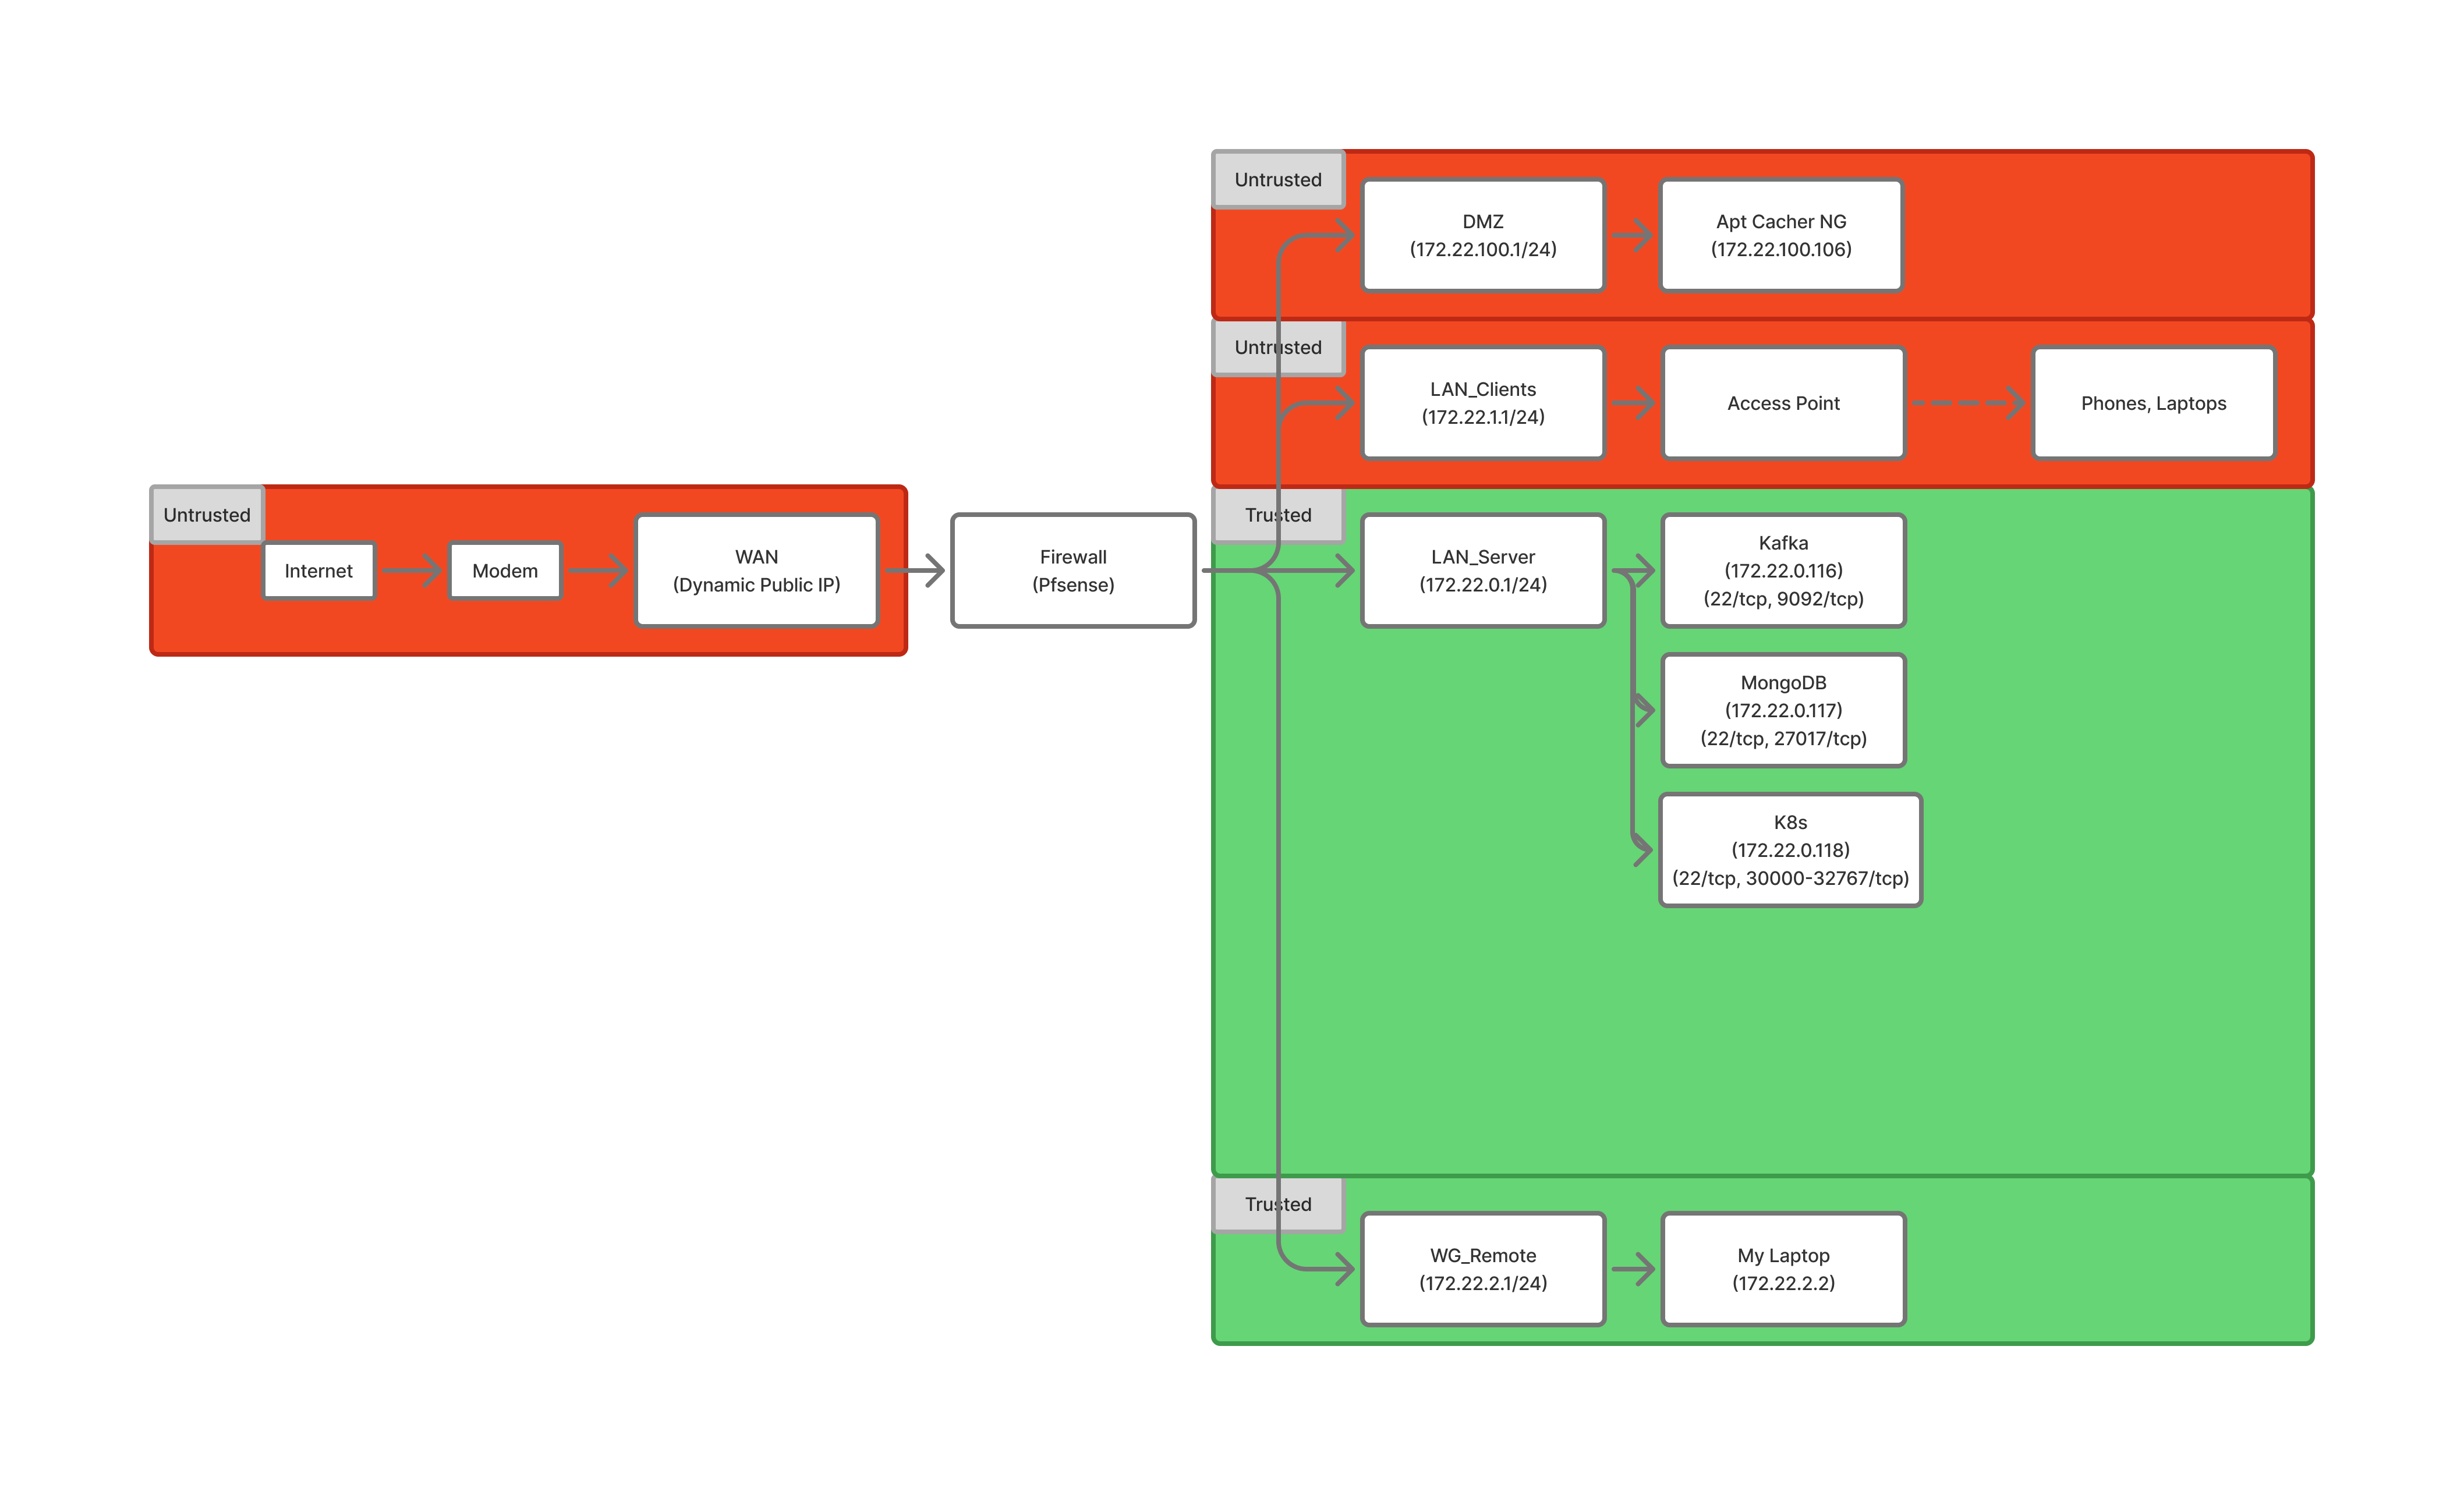 Untrusted
DMZ
(172.22.100.1/24)
Apt Cacher NG
(172.22.100.106)
Untrusted
LAN_Clients
(172.22.1.1/24)
Access Point
Phones, Laptops
Untrusted
Internet
Modem
WAN
(Dynamic Public IP)
Firewall
(Pfsense)
Trusted
LAN_Server
(172.22.0.1/24)
Kafka
(172.22.0.116)
(22/tcp, 9092/tcp)
MongoDB
(172.22.0.117)
(22/tcp, 27017/tcp)
K8s
(172.22.0.118)
(22/tcp, 30000-32767/tcp)
Trusted
WG_Remote
(172.22.2.1/24)
My Laptop
(172.22.2.2)